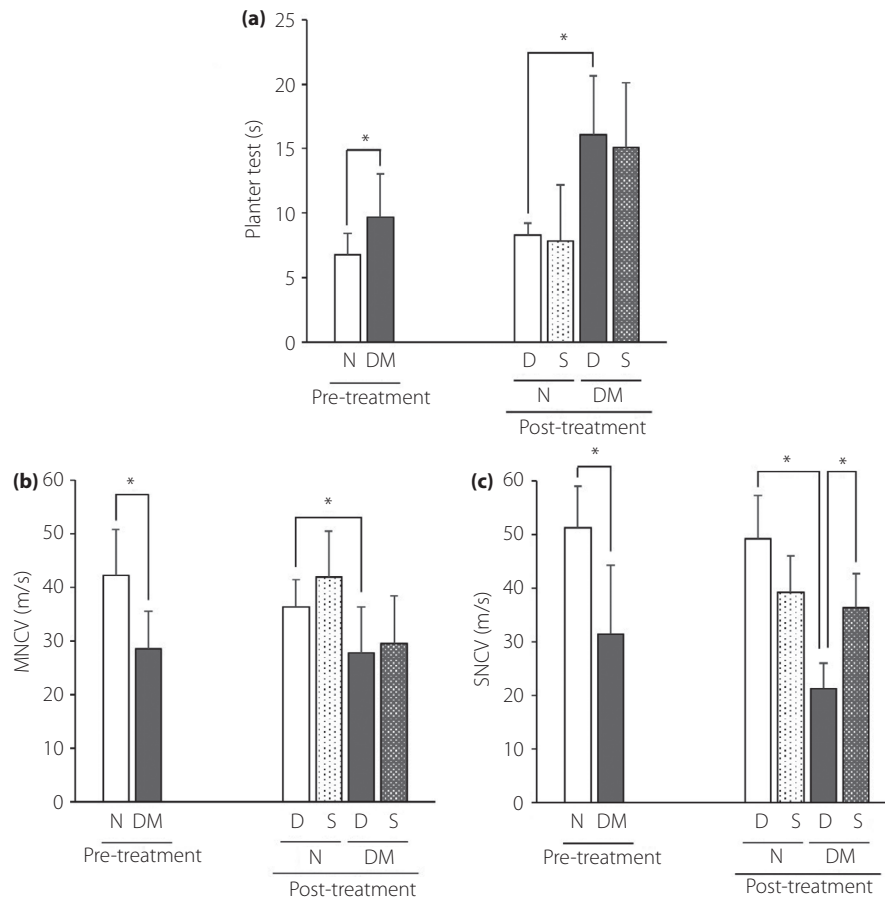 (a)
25
20
15
10
5
0
Planter test (s)
*
*
N DM
Pre-treatment
D S D S
N DM
Post-treatment
(b)
60
50
40
30
20
10
0
MNCV (m/s)
*
*
N DM
Pre-treatment
D S D S
N DM
Post-treatment
(c)
60
50
40
30
20
10
0
SNCV (m/s)
*
* *
N DM
Pre-treatment
D S D S
N DM
Post-treatment